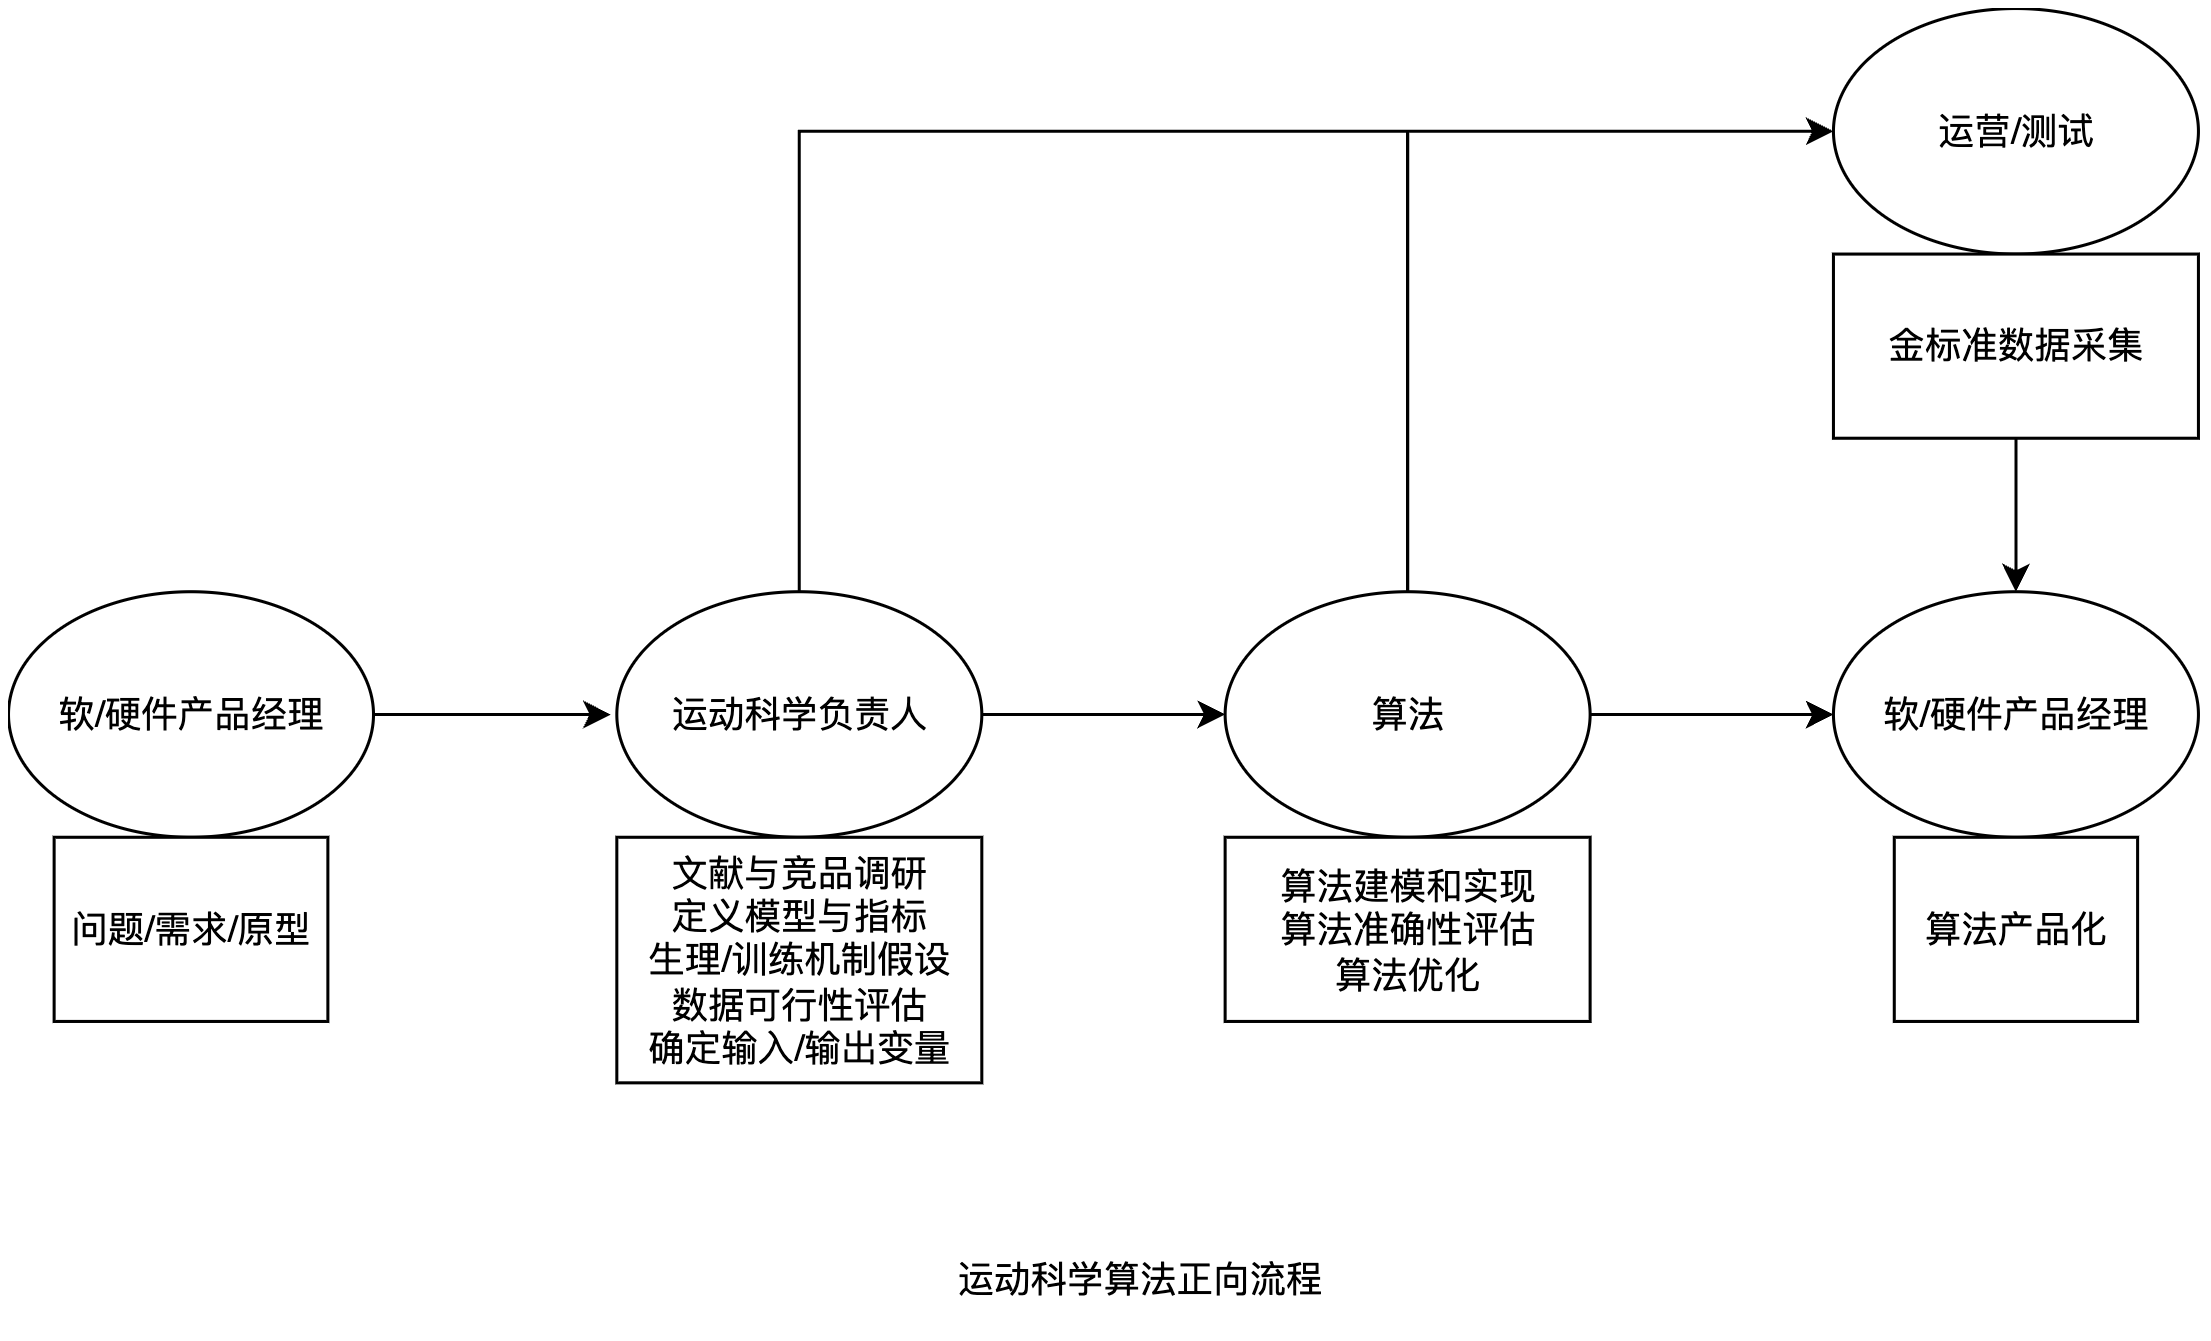 运营/测试
金标准数据采集
软/硬件产品经理
运动科学负责人
算法
软/硬件产品经理
问题/需求/原型
文献与竞品调研
定义模型与指标
生理/训练机制假设
数据可行性评估
确定输入/输出变量
算法建模和实现
算法准确性评估
算法优化
算法产品化
运动科学算法正向流程